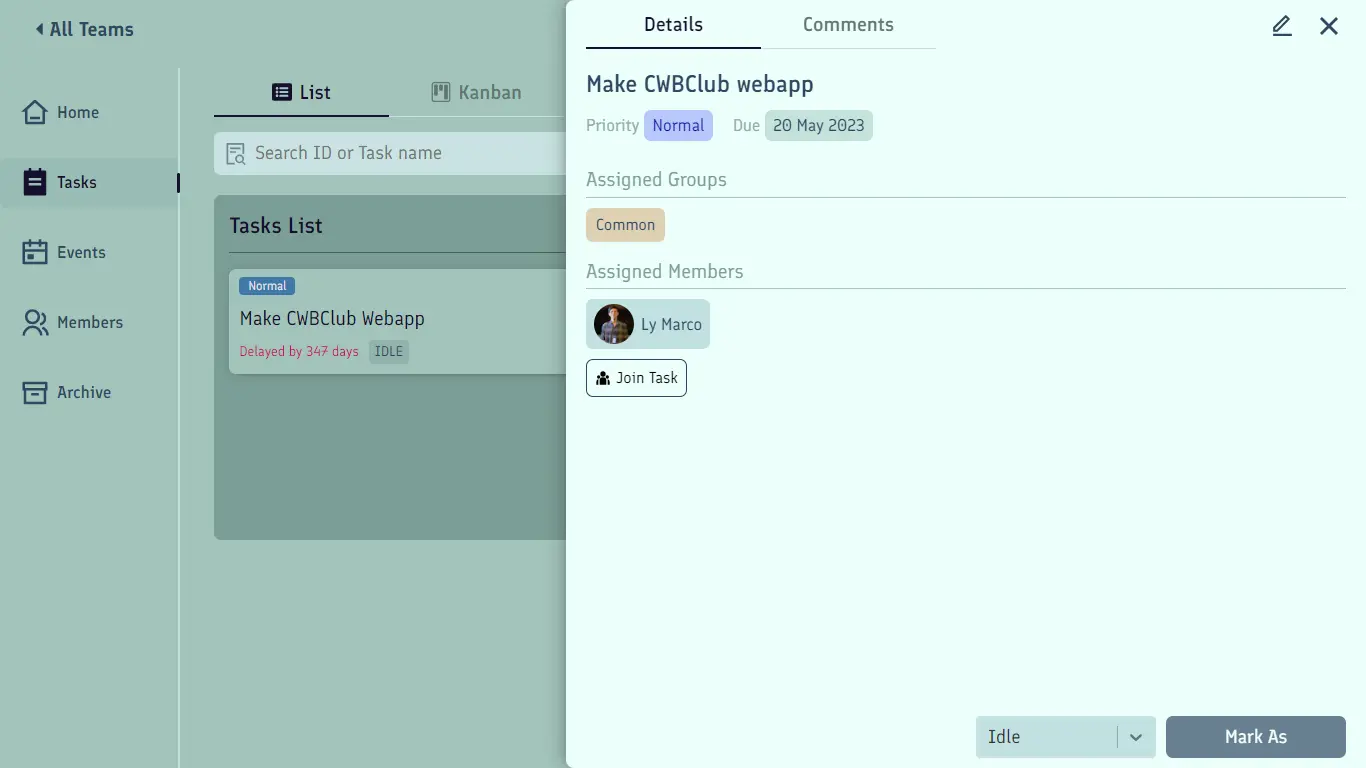 All Teams
Home
Tasks
Events
Members
Archive
List
Kanban
Search ID or Task name
Tasks List
Normal
Make CWBClub Webapp
Delayed by 347 days IDLE
Details
Comments
Make CWBClub webapp
Priority Normal Due 20 May 2023
Assigned Groups
Common
Assigned Members
Ly Marco
Join Task
Idle
Mark As